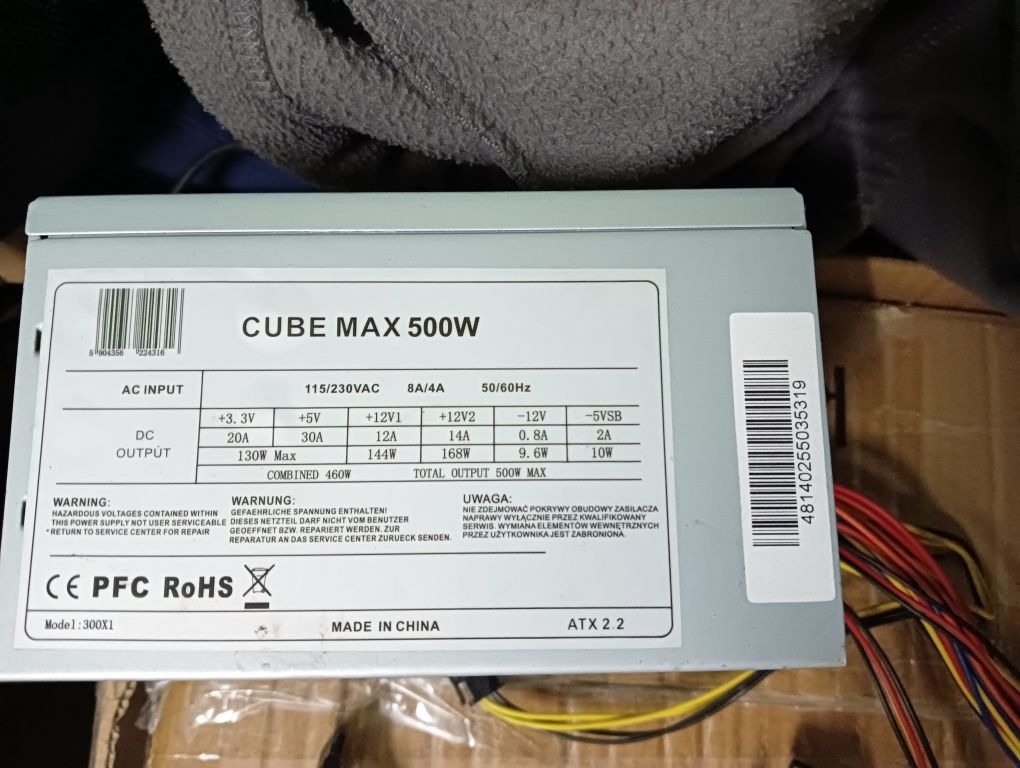 CUBE MAX 500W
5 904356 224316
AC INPUT 115/230VAC 8A/4A 50/60Hz
DC OUTPÚT
+3.3V +5V +12V1 +12V2 -12V -5VSB
20A 30A 12A 14A 0.8A 2A
130W Max 144W 168W 9.6W 10W
COMBINED 460W TOTAL OUTPUT 500W MAX
WARNING:
HAZARDOUS VOLTAGES CONTAINED WITHIN
THIS POWER SUPPLY NOT USER SERVICEABLE
*RETURN TO SERVICE CENTER FOR REPAIR
WARNUNG:
GEFAEHRLICHE SPANNUNG ENTHALTEN!
DIESES NETZTEIL DARF NICHT VOM BENUTZER
GEOEFFNET BZW. REPARIERT WERDEN. ZUR
REPARATUR AN DAS SERVICE CENTER ZURUECK SENDEN.
UWAGA:
NIE ZDEJMOWAĆ POKRYWY OBUDOWY ZASILACZA
NAPRAWY WYŁĄCZNIE PRZEZ KWALIFIKOWANY
SERWIS. WYMIANA ELEMENTÓW WEWNĘTRZNYCH
PRZEZ UŻYTKOWNIKA JEST ZABRONIONA.
CE PFC RoHS
Model:300X1 MADE IN CHINA ATX 2.2
48140255035319